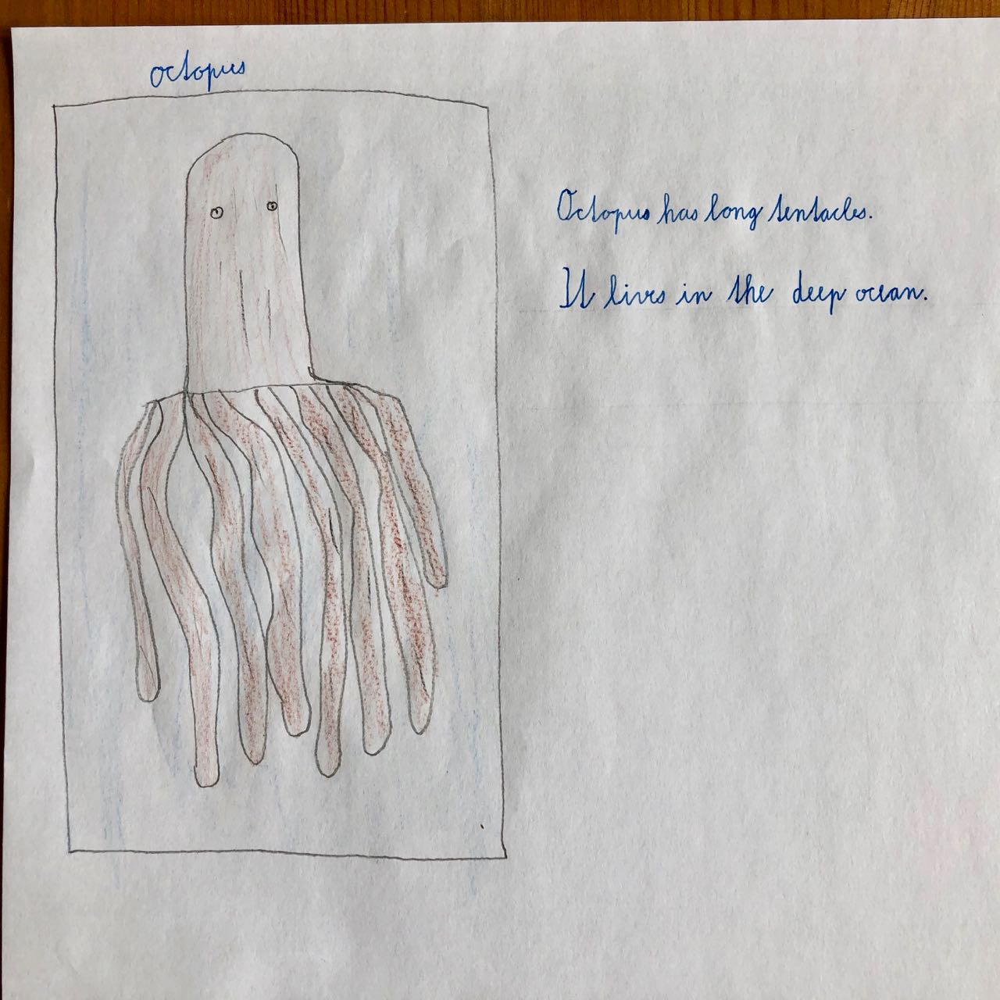 octopus
Octopus has long tentacles.
It lives in the deep ocean.